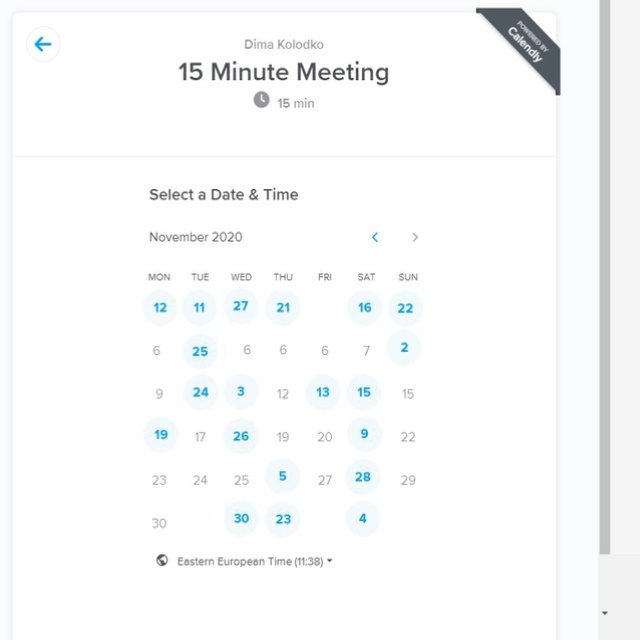 POWERED BY
Calendly
Dima Kolodko
15 Minute Meeting
15 min
Select a Date & Time
November 2020
MON TUE WED THU FRI SAT SUN
12 11 27 21 16 22
6 25 6 6 6 7 2
9 24 3 12 13 15 15
19 17 26 19 20 9 22
23 24 25 5 27 28 29
30 30 23 4
Eastern European Time (11:38)